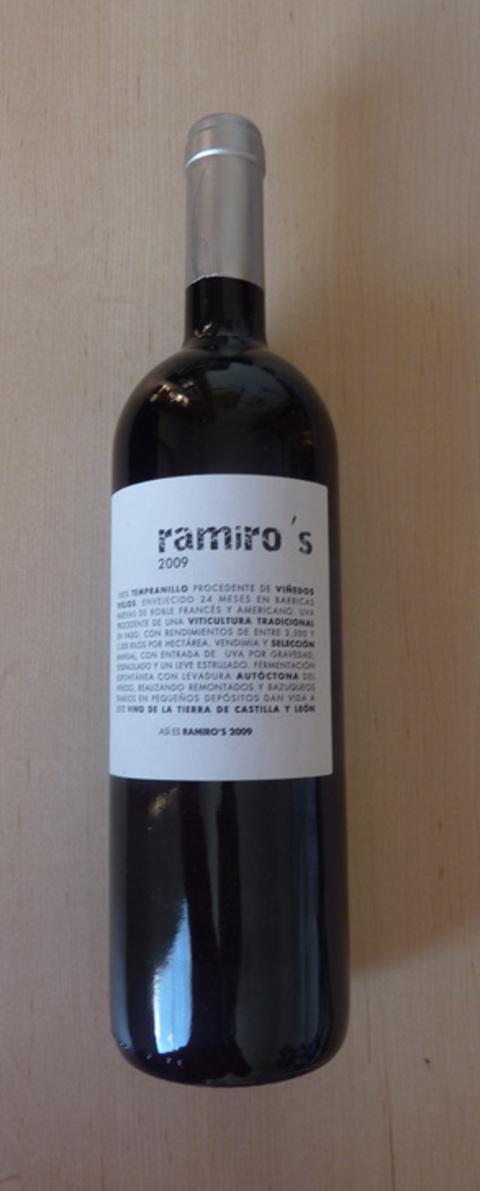 ramiro's
2009
100% TEMPRANILLO PROCEDENTE DE VIÑEDOS
VIEJOS. ENVEJECIDO 24 MESES EN BARRICAS
NUEVAS DE ROBLE FRANCÉS Y AMERICANO. UVA
PROCEDENTE DE UNA VITICULTURA TRADICIONAL
EN VASO, CON RENDIMIENTOS DE ENTRE 2.500 Y
KILOS POR HECTÁREA. VENDIMIA Y SELECCIÓN
MANUAL, CON ENTRADA DE UVA POR GRAVEDAD,
DESPALILLADO Y UN LEVE ESTRUJADO. FERMENTACIÓN
ESPONTÁNEA CON LEVADURA AUTÓCTONA DEL
VIÑEDO, REALIZANDO REMONTADOS Y BAZUQUEOS
DIARIOS EN PEQUEÑOS DEPÓSITOS DAN VIDA A
ESTE VINO DE LA TIERRA DE CASTILLA Y LEÓN
ASÍ ES RAMIRO'S 2009